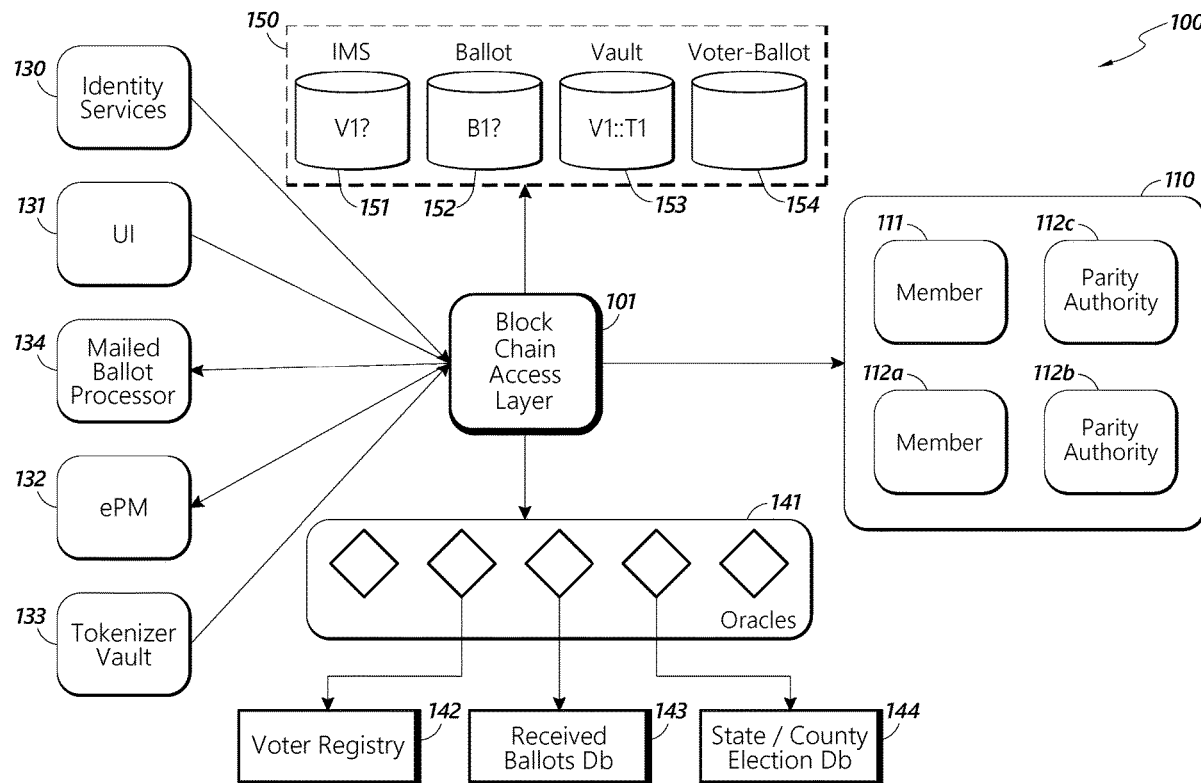 100
150
IMS
Ballot
Vault
Voter-Ballot
V1?
B1?
V1::T1
151
152
153
154
130
Identity
Services
131
UI
134
Mailed
Ballot
Processor
132
ePM
133
Tokenizer
Vault
101
Block
Chain
Access
Layer
110
111
Member
112c
Parity
Authority
112a
Member
112b
Parity
Authority
141
Oracles
142
Voter Registry
143
Received
Ballots Db
144
State / County
Election Db